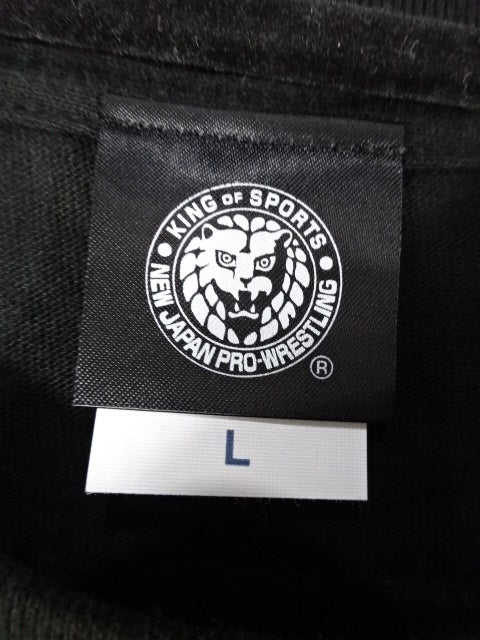 • KING OF SPORTS •
NEW JAPAN PRO-WRESTLING
®
L